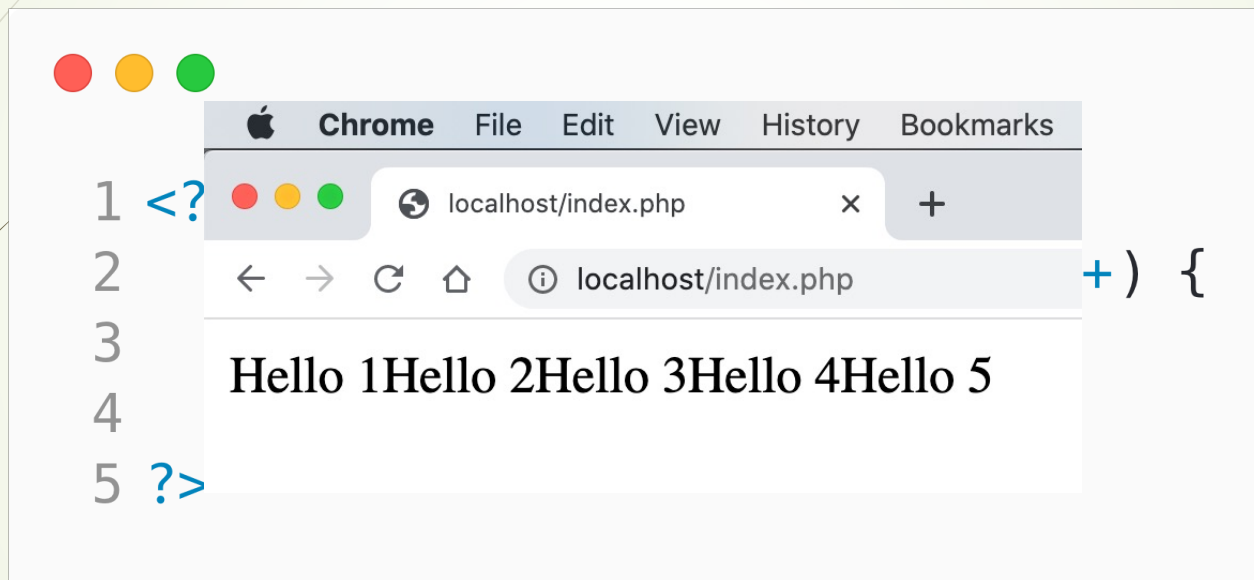 Chrome File Edit View History Bookmarks
localhost/index.php
localhost/index.php
Hello 1Hello 2Hello 3Hello 4Hello 5
1 <?
2 +) {
3
4
5 ?>